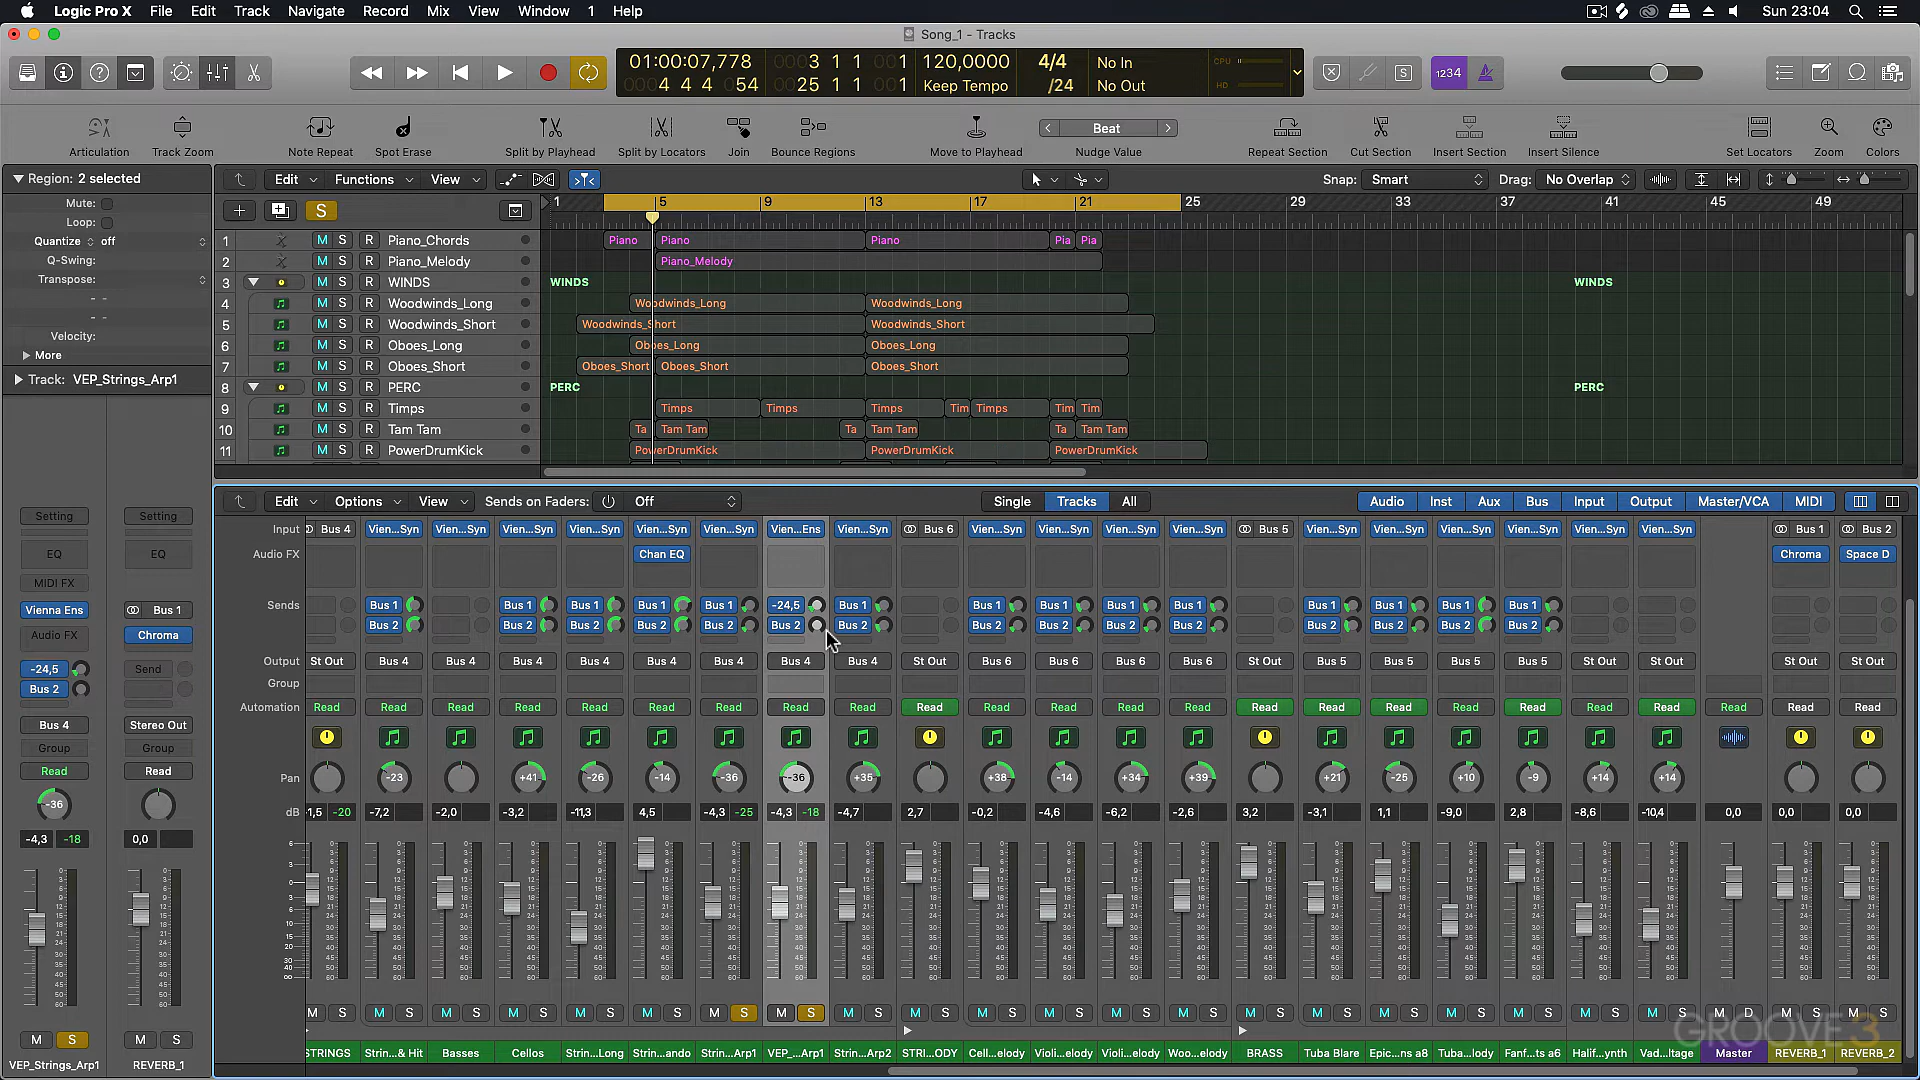 Logic Pro X File Edit Track Navigate Record Mix View Window 1 Help Sun 23:04
Song_1 - Tracks
01:00:07,778 0003 1 1 001 120,0000 4/4 No In CPU
0004 4 4 054 0025 1 1 001 Keep Tempo /24 No Out HD
1234
Beat
Articulation Track Zoom Note Repeat Spot Erase Split by Playhead Split by Locators Join Bounce Regions Move to Playhead Nudge Value Repeat Section Cut Section Insert Section Insert Silence Set Locators Zoom Colors
Region: 2 selected Edit Functions View Snap: Smart Drag: No Overlap
Mute:
Loop:
Quantize off
Q-Swing:
Transpose:
Velocity:
More
Track: VEP_Strings_Arp1
S 1 5 9 13 17 21 25 29 33 37 41 45 49
1 M S R Piano_Chords Piano Piano Piano Pia Pia
2 M S R Piano_Melody Piano_Melody
3 M S R WINDS WINDS WINDS
4 M S R Woodwinds_Long Woodwinds_Long Woodwinds_Long
5 M S R Woodwinds_Short Woodwinds_Short Woodwinds_Short
6 M S R Oboes_Long Oboes_Long Oboes_Long
7 M S R Oboes_Short Oboes_Short Oboes_Short Oboes_Short
8 M S R PERC PERC PERC
9 M S R Timps Timps Timps Timps Tim Timps Tim Tim
10 M S R Tam Tam Ta Tam Tam Ta Tam Tam Ta Tam Tam
11 M S R PowerDrumKick PowerDrumKick PowerDrumKick PowerDrumKick
Edit Options View Sends on Faders: Off Single Tracks All Audio Inst Aux Bus Input Output Master/VCA MIDI
Setting Setting
EQ EQ
MIDI FX
Vienna Ens Bus 1
Audio FX Chroma
-24,5 Send
Bus 2
Bus 4 Stereo Out
Group Group
Read Read
-36
-4,3 -18 0,0
M S M S
VEP_Strings_Arp1 REVERB_1
Input Bus 4 Vien...Syn Vien...Syn Vien...Syn Vien...Syn Vien...Syn Vien...Syn Vien...Ens Vien...Syn Bus 6 Vien...Syn Vien...Syn Vien...Syn Vien...Syn Bus 5 Vien...Syn Vien...Syn Vien...Syn Vien...Syn Vien...Syn Vien...Syn Bus 1 Bus 2
Audio FX Chan EQ Chroma Space D
Sends Bus 1 Bus 1 Bus 1 Bus 1 Bus 1 -24,5 Bus 1 Bus 1 Bus 1 Bus 1 Bus 1 Bus 1 Bus 1 Bus 1 Bus 1
Bus 2 Bus 2 Bus 2 Bus 2 Bus 2 Bus 2 Bus 2 Bus 2 Bus 2 Bus 2 Bus 2 Bus 2 Bus 2 Bus 2 Bus 2
Output St Out Bus 4 Bus 4 Bus 4 Bus 4 Bus 4 Bus 4 Bus 4 Bus 4 St Out Bus 6 Bus 6 Bus 6 Bus 6 St Out Bus 5 Bus 5 Bus 5 Bus 5 St Out St Out St Out St Out
Group
Automation Read Read Read Read Read Read Read Read Read Read Read Read Read Read Read Read Read Read Read Read Read Read Read Read
Pan -23 +41 -26 -14 -36 -36 +35 +38 -14 +34 +39 +21 -25 +10 -9 +14 +14
dB -1,5 -20 -7,2 -2,0 -3,2 -11,3 4,5 -4,3 -25 -4,3 -18 -4,7 2,7 -0,2 -4,6 -6,2 -2,6 3,2 -3,1 1,1 -9,0 2,8 -8,6 -10,4 0,0 0,0 0,0
M S M S M S M S M S M S M S M S M S M S M S M S M S M S M S M S M S M S M S M S M S M D M S M S
STRINGS Strin...& Hit Basses Cellos Strin...Long Strin...ando Strin...Arp1 VEP_...Arp1 Strin...Arp2 STRI...ODY Cell...elody Violi...elody Violi...elody Woo...elody BRASS Tuba Blare Epic...ns a8 Tuba...lody Fanf...ts a6 Half...ynth Vad...ltage Master REVERB_1 REVERB_2
GROOVE3